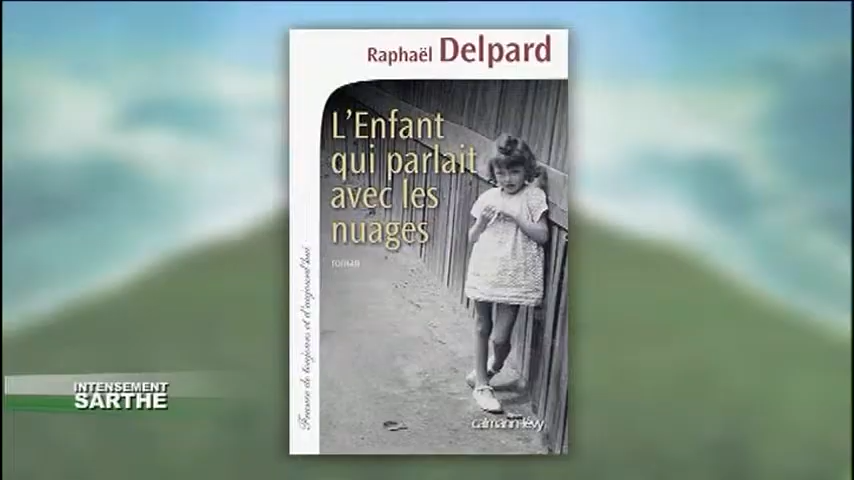 Raphaël Delpard
L'Enfant
qui parlait
avec les
nuages
roman
France de toujours et d'aujourd'hui
calmann-lévy
INTENSEMENT
SARTHE